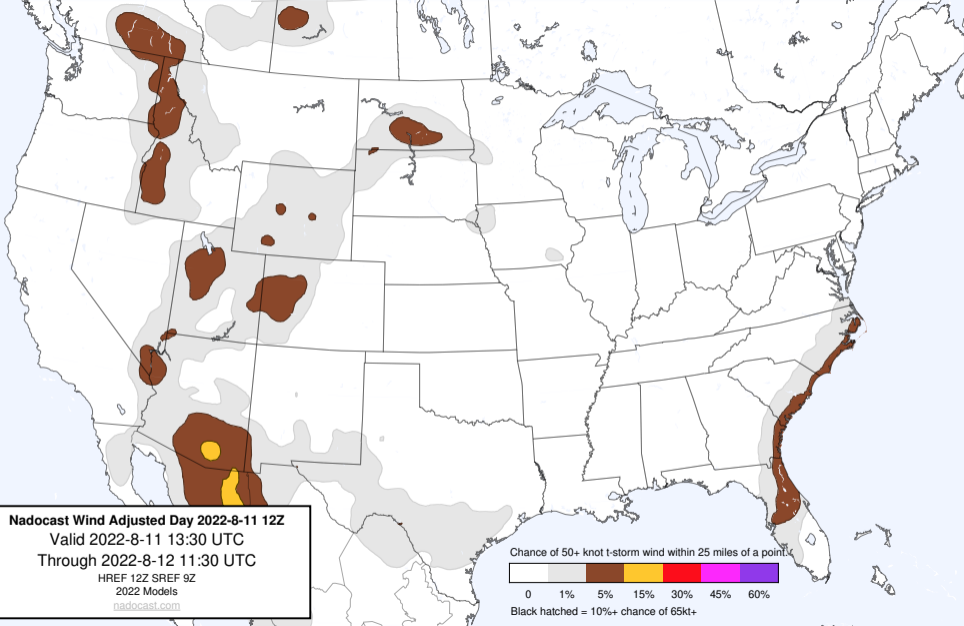 Nadocast Wind Adjusted Day 2022-8-11 12Z
Valid 2022-8-11 13:30 UTC
Through 2022-8-12 11:30 UTC
HREF 12Z SREF 9Z
2022 Models
nadocast.com
Chance of 50+ knot t-storm wind within 25 miles of a point.
0 1% 5% 15% 30% 45% 60%
Black hatched = 10%+ chance of 65kt+